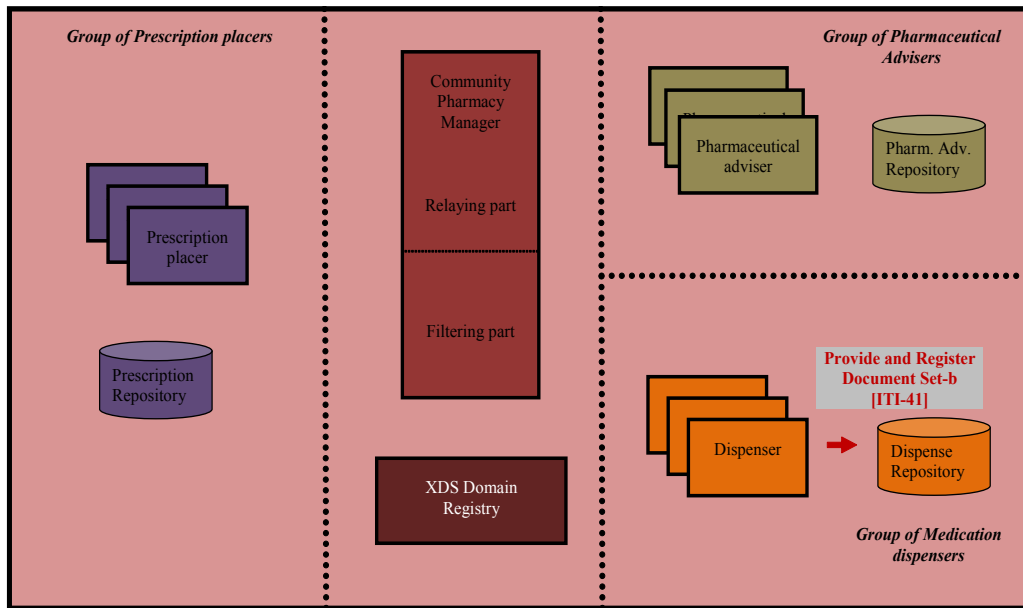 Group of Prescription placers
Prescription
placer
Prescription
Repository
Community
Pharmacy
Manager
Relaying part
Filtering part
XDS Domain
Registry
Group of Pharmaceutical
Advisers
Pharmaceutical
adviser
Pharm. Adv.
Repository
Provide and Register
Document Set-b
[ITI-41]
Dispenser
Dispense
Repository
Group of Medication
dispensers